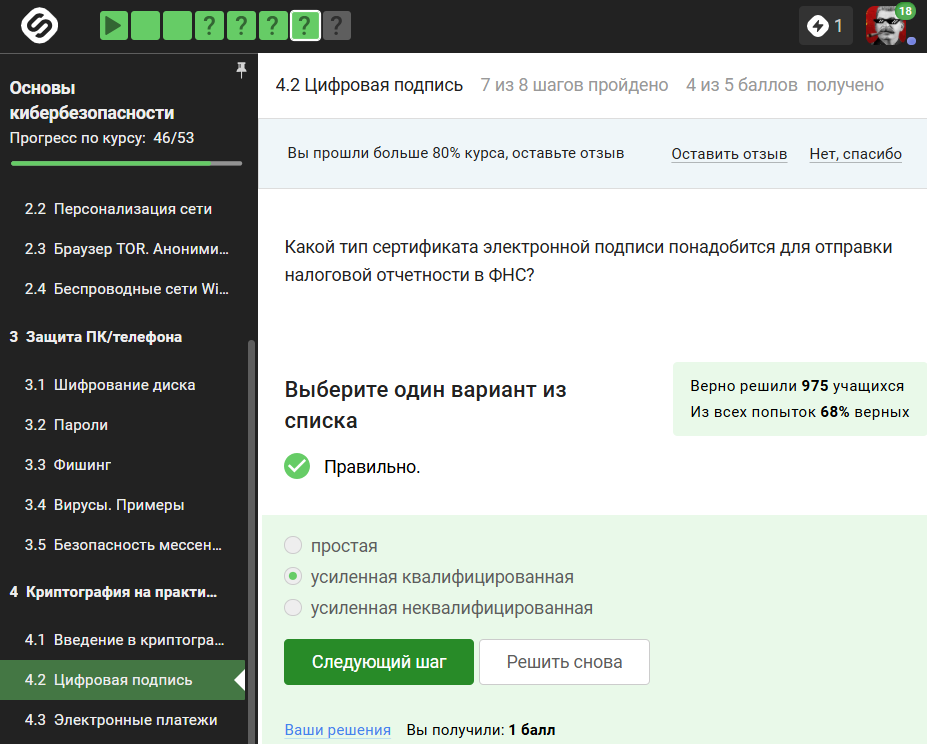 ? ? ? ? ?
1
18
Основы
кибербезопасности
Прогресс по курсу: 46/53
2.2 Персонализация сети
2.3 Браузер TOR. Аноними...
2.4 Беспроводные сети Wi...
3 Защита ПК/телефона
3.1 Шифрование диска
3.2 Пароли
3.3 Фишинг
3.4 Вирусы. Примеры
3.5 Безопасность мессен...
4 Криптография на практи...
4.1 Введение в криптогра...
4.2 Цифровая подпись
4.3 Электронные платежи
4.2 Цифровая подпись 7 из 8 шагов пройдено 4 из 5 баллов получено
Вы прошли больше 80% курса, оставьте отзыв Оставить отзыв Нет, спасибо
Какой тип сертификата электронной подписи понадобится для отправки
налоговой отчетности в ФНС?
Выберите один вариант из
списка
Верно решили 975 учащихся
Из всех попыток 68% верных
Правильно.
простая
усиленная квалифицированная
усиленная неквалифицированная
Следующий шаг Решить снова
Ваши решения Вы получили: 1 балл